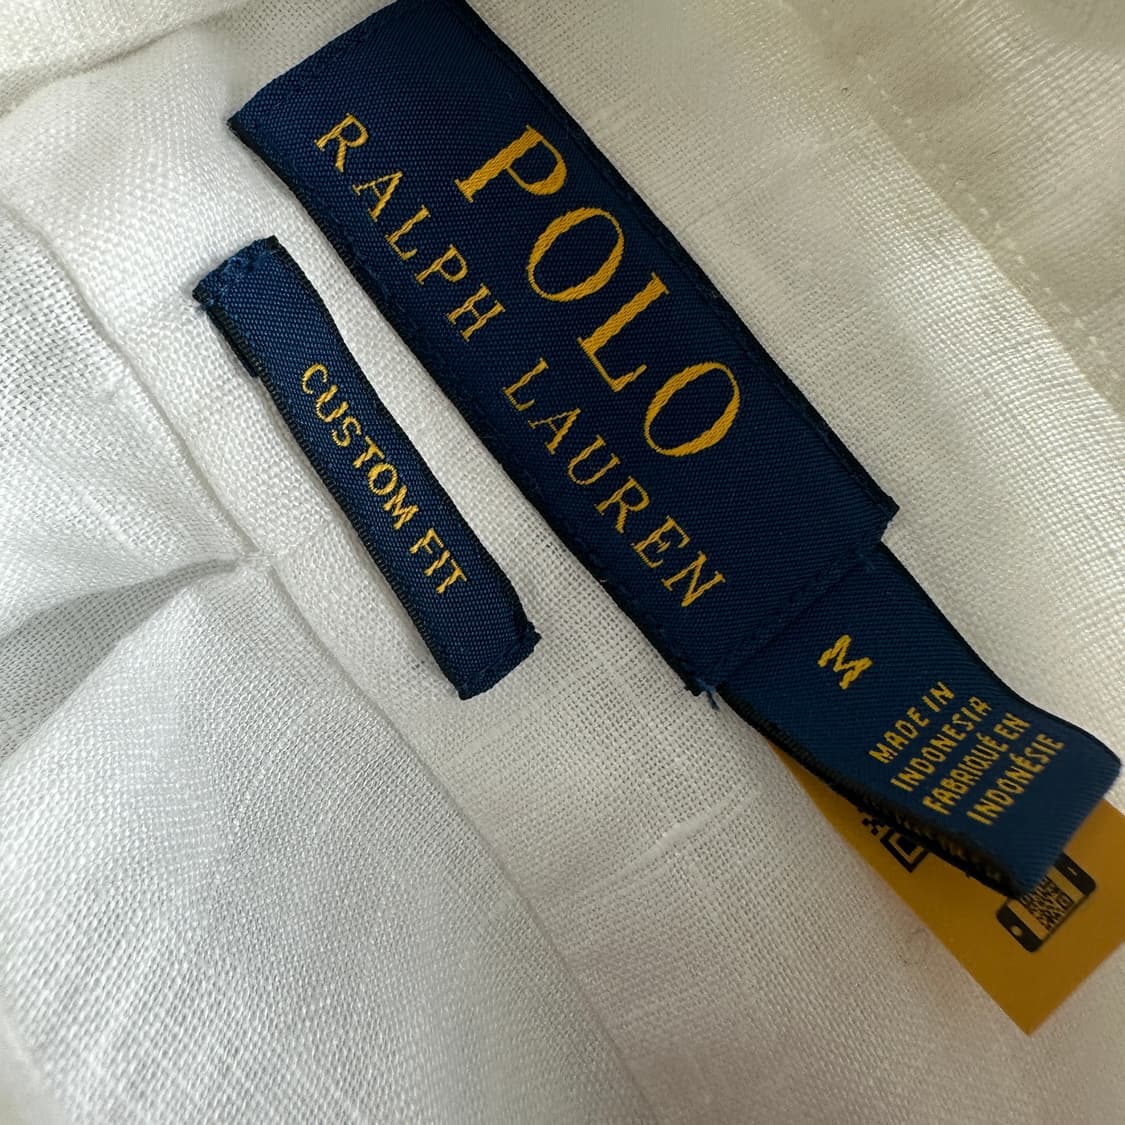 POLO
RALPH LAUREN
CUSTOM FIT
M
MADE IN
INDONESIA
FABRIQUÉ EN
INDONÉSIE